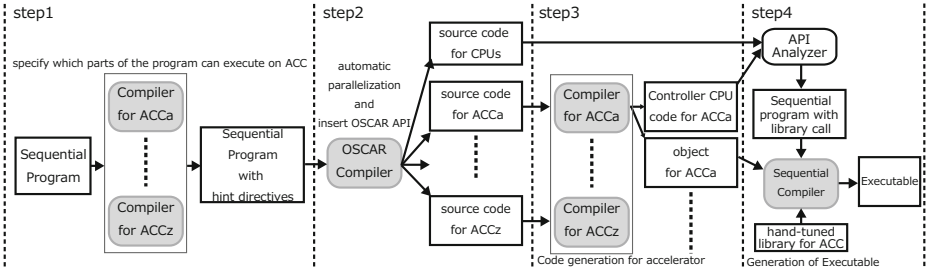 step1
specify which parts of the program can execute on ACC
Sequential
Program
Compiler
for ACCa
Compiler
for ACCz
Sequential
Program
with
hint directives
step2
automatic
parallelization
and
insert OSCAR API
OSCAR
Compiler
source code
for CPUs
source code
for ACCa
source code
for ACCz
step3
Compiler
for ACCa
Compiler
for ACCz
Controller CPU
code for ACCa
object
for ACCa
Code generation for accelerator
step4
API
Analyzer
Sequential
program with
library call
Sequential
Compiler
Executable
hand-tuned
library for ACC
Generation of Executable